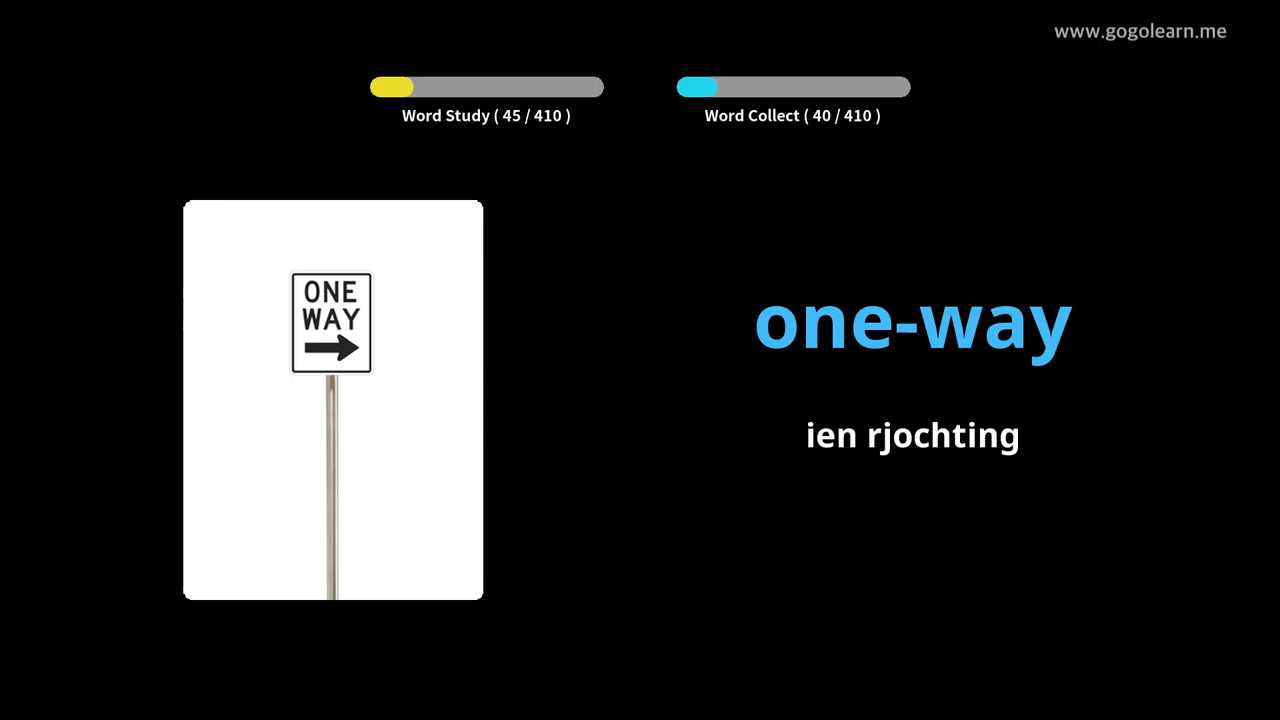 www.gogolearn.me
Word Study ( 45 / 410 )
Word Collect ( 40 / 410 )
ONE
WAY
one-way
ien rjochting